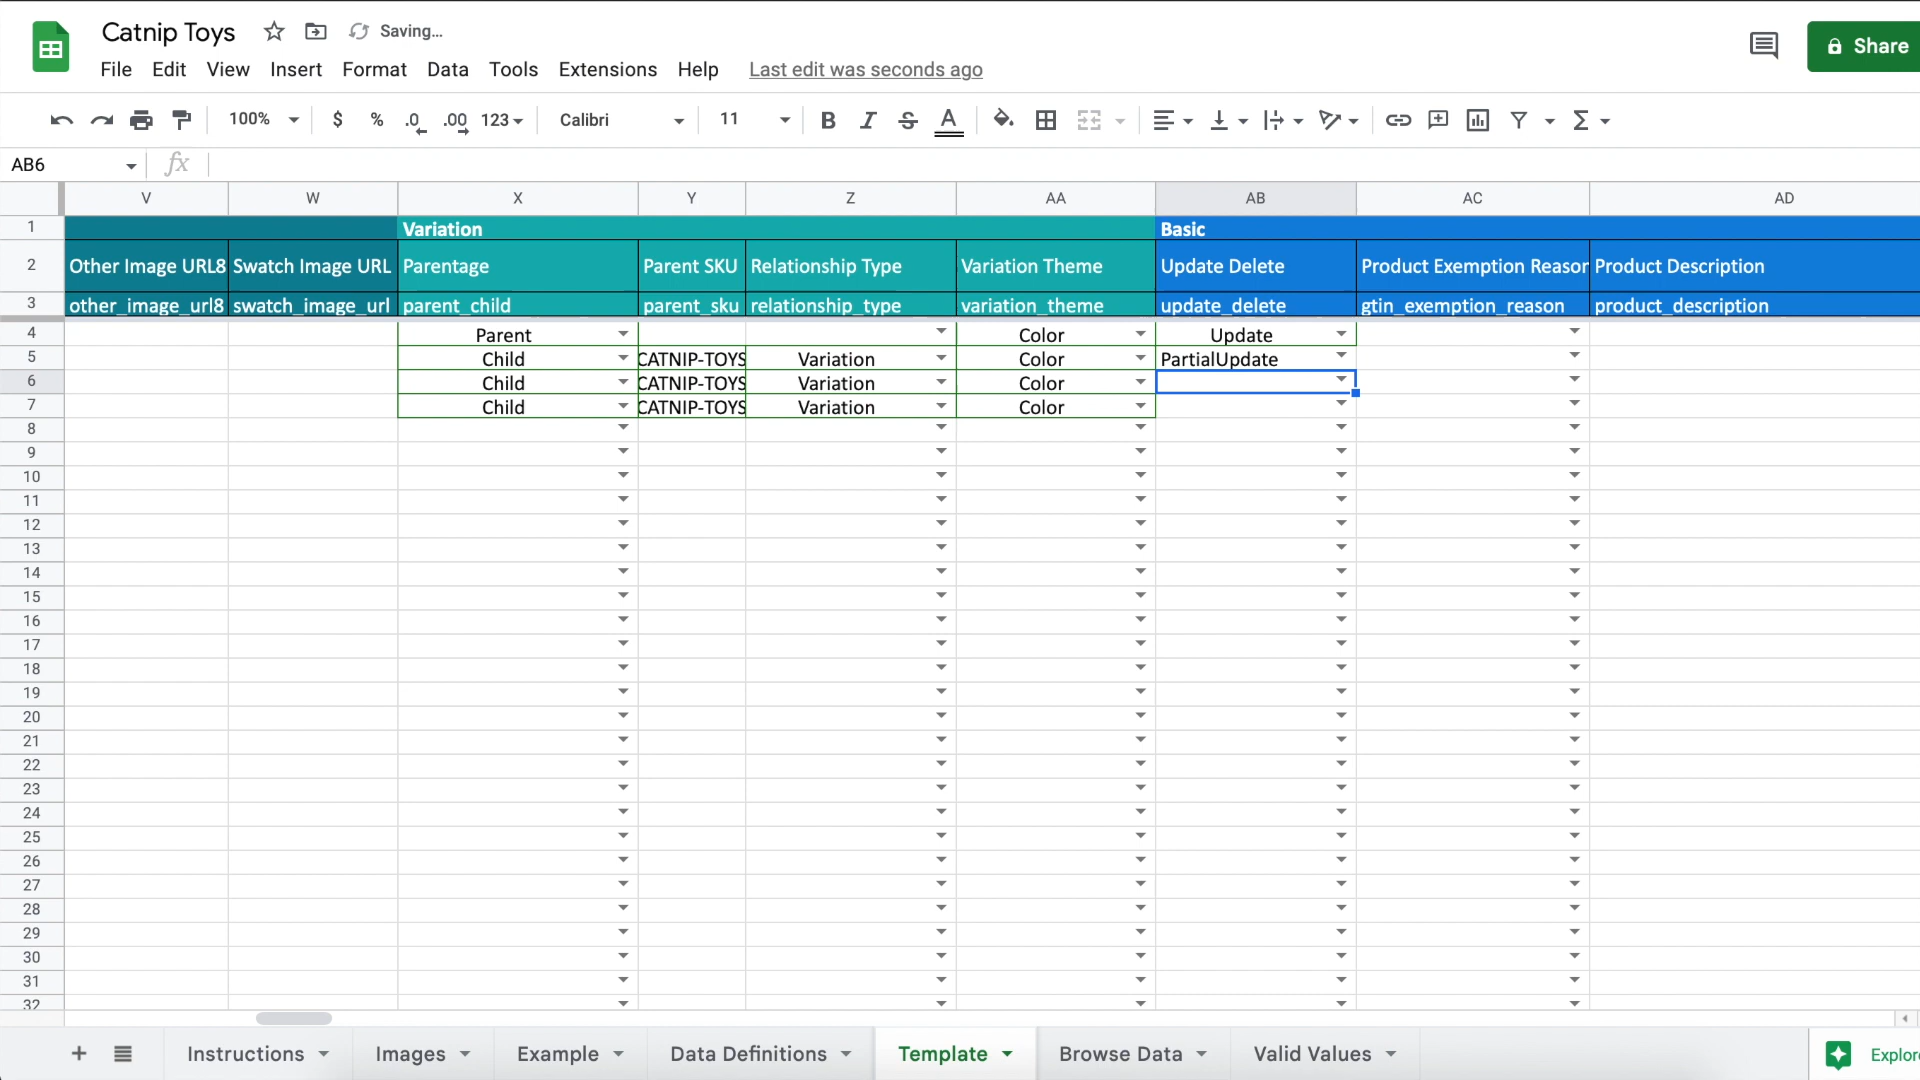 Catnip Toys Saving...
File Edit View Insert Format Data Tools Extensions Help Last edit was seconds ago
Share
100% $ % .0 .00 123 Calibri 11 B I S A Σ
AB6 fx
V W X Y Z AA AB AC AD
1 Variation Basic
2 Other Image URL8 Swatch Image URL Parentage Parent SKU Relationship Type Variation Theme Update Delete Product Exemption Reason Product Description
3 other_image_url8 swatch_image_url parent_child parent_sku relationship_type variation_theme update_delete gtin_exemption_reason product_description
4 Parent Color Update
5 Child CATNIP-TOYS Variation Color PartialUpdate
6 Child CATNIP-TOYS Variation Color
7 Child CATNIP-TOYS Variation Color
8
9
10
11
12
13
14
15
16
17
18
19
20
21
22
23
24
25
26
27
28
29
30
31
32
+ Instructions Images Example Data Definitions Template Browse Data Valid Values Explor